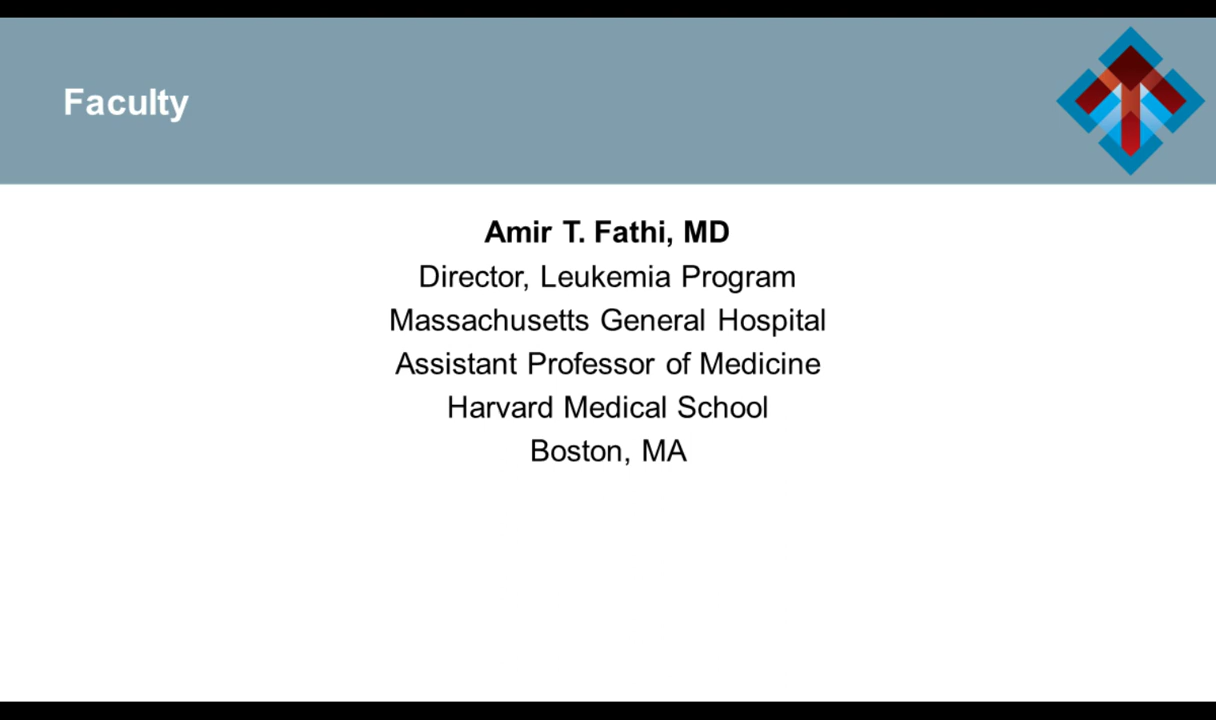 Faculty
Amir T. Fathi, MD
Director, Leukemia Program
Massachusetts General Hospital
Assistant Professor of Medicine
Harvard Medical School
Boston, MA